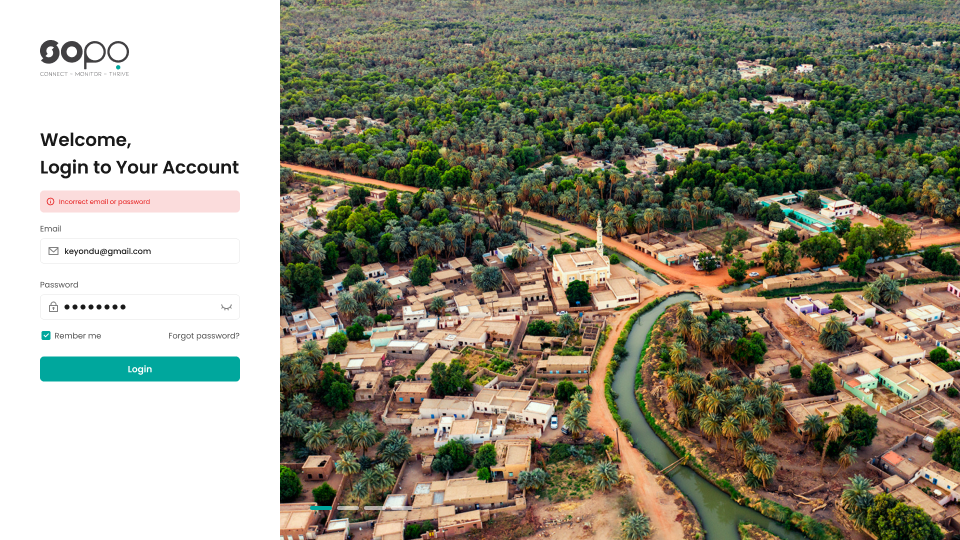 sopo
CONNECT - MONITOR - THRIVE
Welcome,
Login to Your Account
Incorrect email or password
Email
keyondu@gmail.com
Password
Rember me
Forgot password?
Login